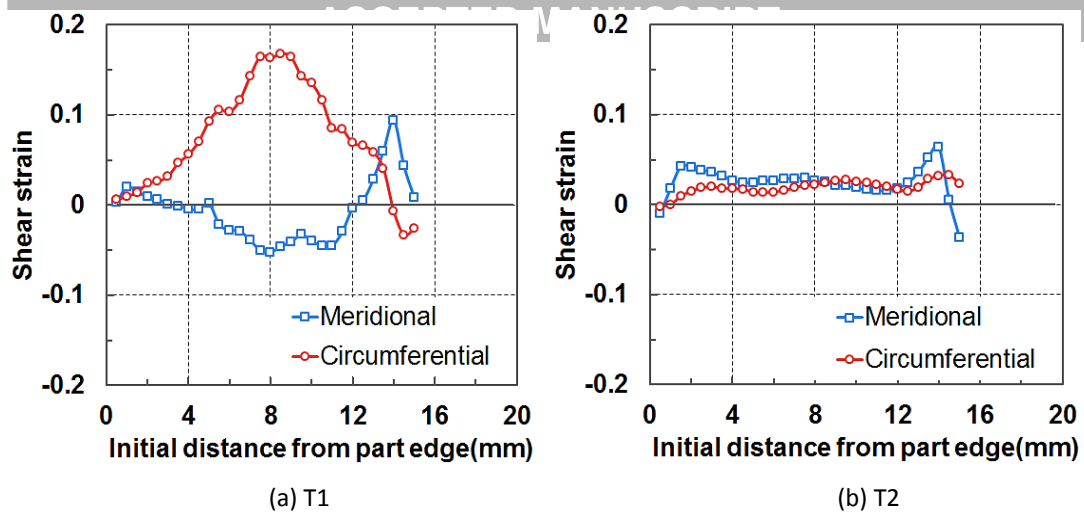 ACCEPTED MANUSCRIPT
0.2
0.1
0
-0.1
-0.2
Shear strain
Meridional
Circumferential
0 4 8 12 16 20
Initial distance from part edge(mm)
(a) T1
0.2
0.1
0
-0.1
-0.2
Shear strain
Meridional
Circumferential
0 4 8 12 16 20
Initial distance from part edge(mm)
(b) T2